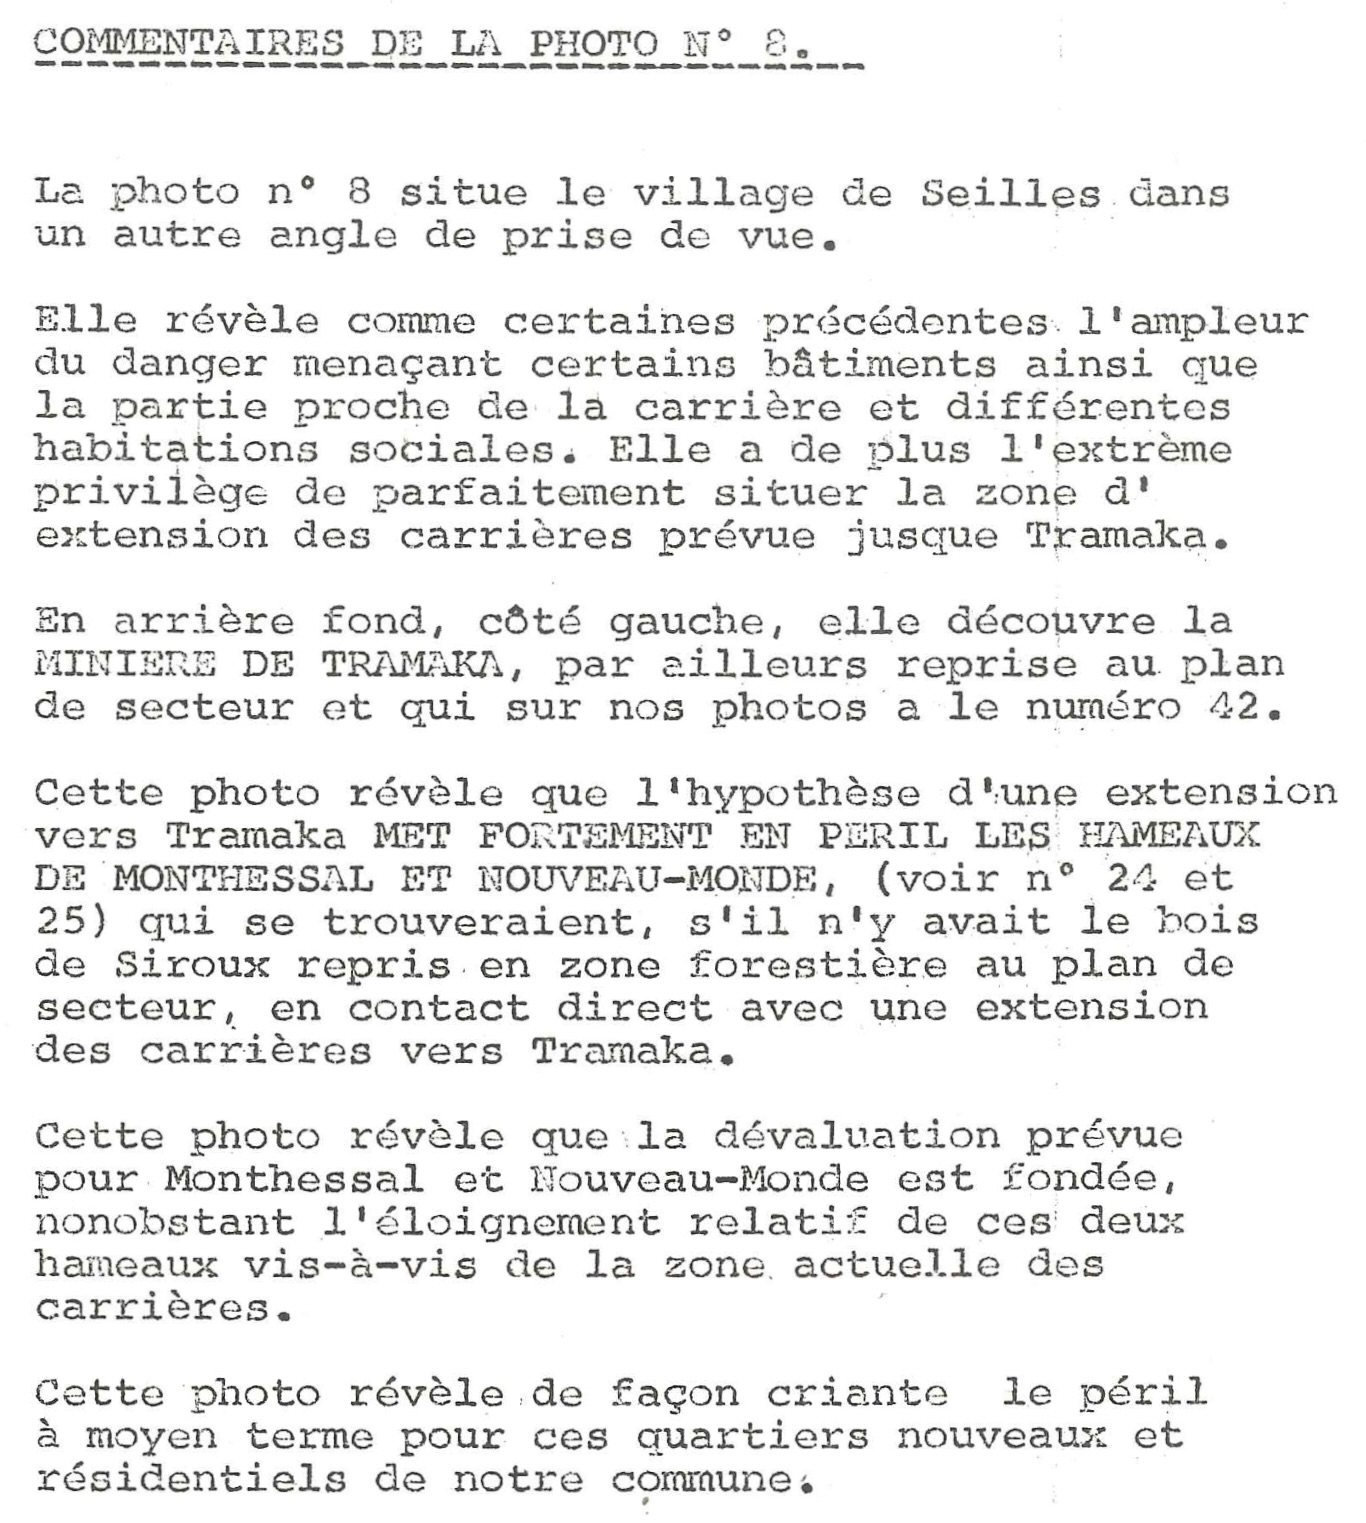 COMMENTAIRES DE LA PHOTO N° 8.
La photo n° 8 situe le village de Seilles dans
un autre angle de prise de vue.
Elle révèle comme certaines précédentes l'ampleur
du danger menaçant certains bâtiments ainsi que
la partie proche de la carrière et différentes
habitations sociales. Elle a de plus l'extrème
privilège de parfaitement situer la zone d'
extension des carrières prévue jusque Tramaka.
En arrière fond, côté gauche, elle découvre la
MINIERE DE TRAMAKA, par ailleurs reprise au plan
de secteur et qui sur nos photos a le numéro 42.
Cette photo révèle que l'hypothèse d'une extension
vers Tramaka MET FORTEMENT EN PERIL LES HAMEAUX
DE MONTHESSAL ET NOUVEAU-MONDE, (voir n° 24 et
25) qui se trouveraient, s'il n'y avait le bois
de Siroux repris en zone forestière au plan de
secteur, en contact direct avec une extension
des carrières vers Tramaka.
Cette photo révèle que la dévaluation prévue
pour Monthessal et Nouveau-Monde est fondée,
nonobstant l'éloignement relatif de ces deux
hameaux vis-à-vis de la zone actuelle des
carrières.
Cette photo révèle de façon criante le péril
à moyen terme pour ces quartiers nouveaux et
résidentiels de notre commune.